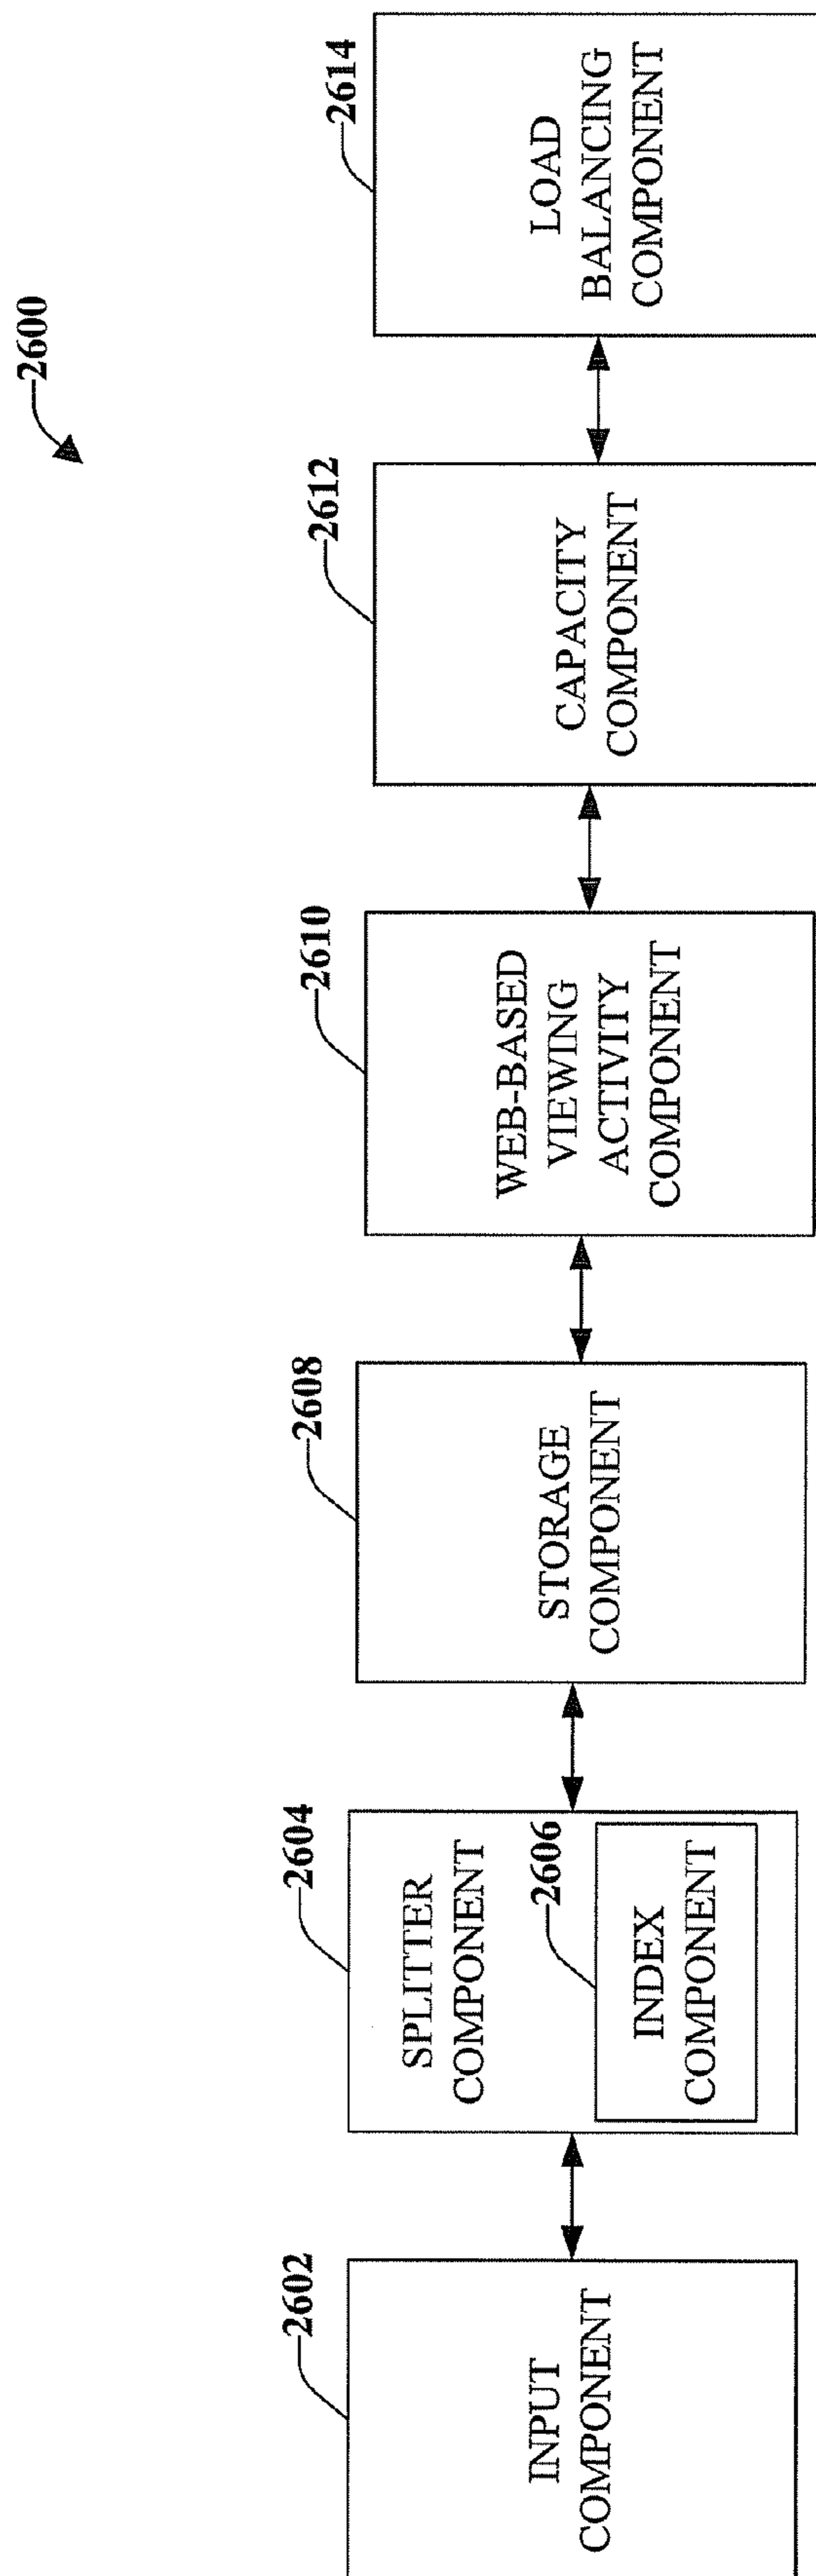 2600
2602
INPUT
COMPONENT
2604
SPLITTER
COMPONENT
2606
INDEX
COMPONENT
2608
STORAGE
COMPONENT
2610
WEB-BASED
VIEWING
ACTIVITY
COMPONENT
2612
CAPACITY
COMPONENT
2614
LOAD
BALANCING
COMPONENT